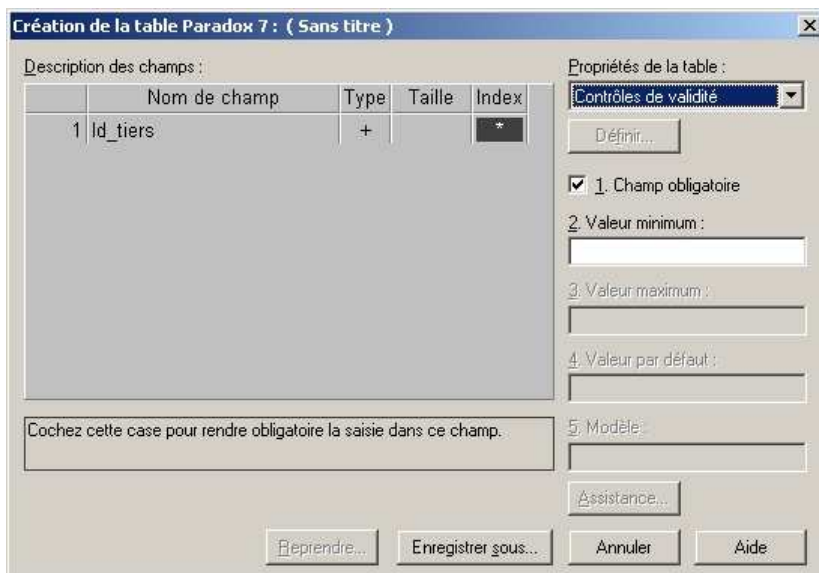 Création de la table Paradox 7 : ( Sans titre )
Description des champs :
Nom de champ Type Taille Index
1 Id_tiers + *
Cochez cette case pour rendre obligatoire la saisie dans ce champ.
Propriétés de la table :
Contrôles de validité
Définir...
1. Champ obligatoire
2. Valeur minimum :
3. Valeur maximum :
4. Valeur par défaut :
5. Modèle :
Assistance...
Reprendre...
Enregistrer sous...
Annuler
Aide